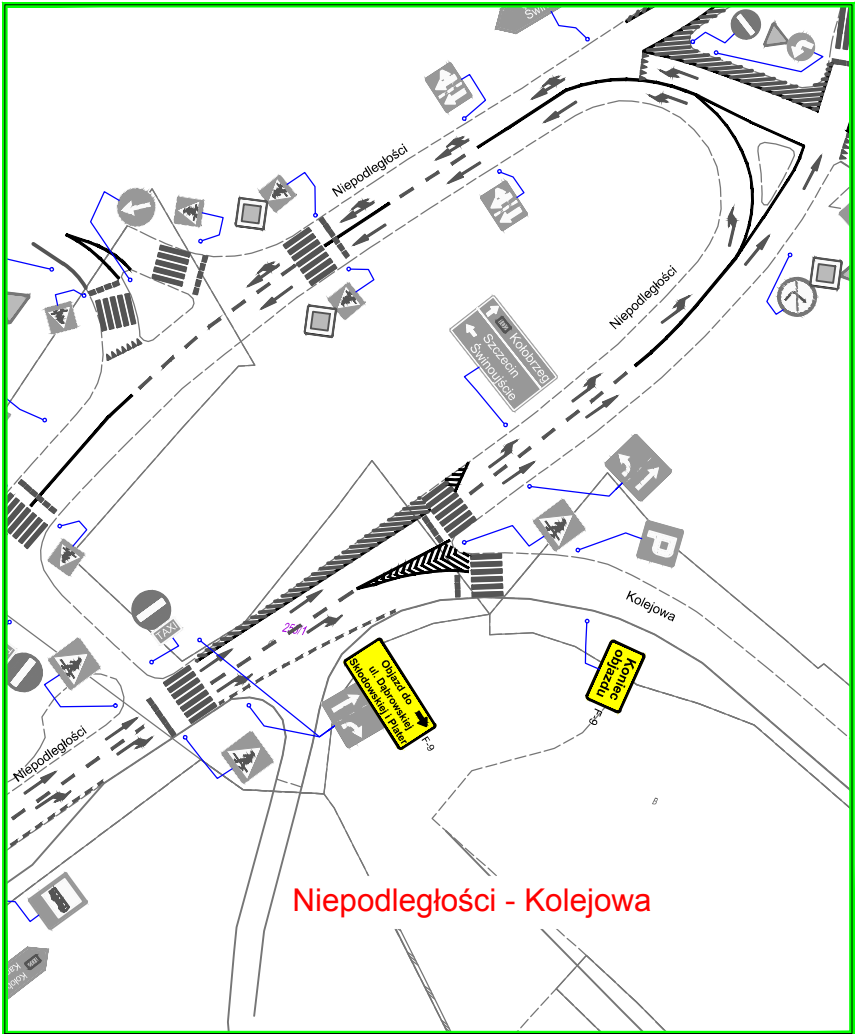 Świn
Niepodległości
Niepodległości
Kołobrzeg
Szczecin
Świnoujście
P
Kolejowa
TAXI
Objazd do
ul. Dąbrowskiej
Skłodowskiej i Plater
F-9
Koniec
objazdu
F-9
Niepodległości
B
Niepodległości - Kolejowa